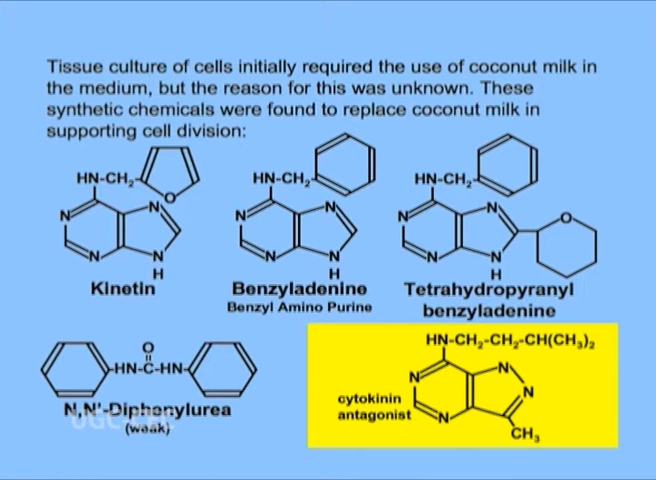 Tissue culture of cells initially required the use of coconut milk in
the medium, but the reason for this was unknown. These
synthetic chemicals were found to replace coconut milk in
supporting cell division:
HN-CH₂ O N N N N H
Kinetin
HN-CH₂ N N N N H
Benzyladenine
Benzyl Amino Purine
HN-CH₂ N N N N H O
Tetrahydropyranyl
benzyladenine
O
HN-C-HN
N,N'-Diphenylurea
(weak)
UGC-CEC
HN-CH₂-CH₂-CH(CH₃)₂
N N N N
CH₃
cytokinin
antagonist